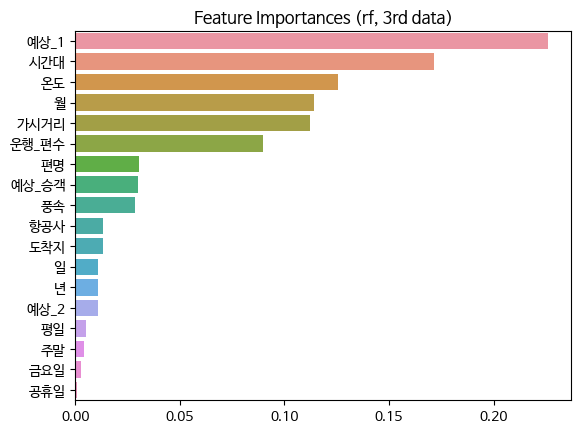 Feature Importances (rf, 3rd data)
예상_1
시간대
온도
월
가시거리
운행_편수
편명
예상_승객
풍속
항공사
도착지
일
년
예상_2
평일
주말
금요일
공휴일
0.00 0.05 0.10 0.15 0.20